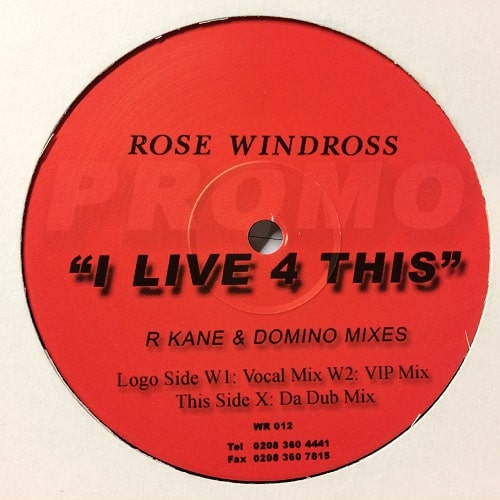 ROSE WINDROSS
PROMO
“I LIVE 4 THIS”
R KANE & DOMINO MIXES
Logo Side W1: Vocal Mix W2: VIP Mix
This Side X: Da Dub Mix
WR 012
Tel 0208 360 4441
Fax 0208 360 7815